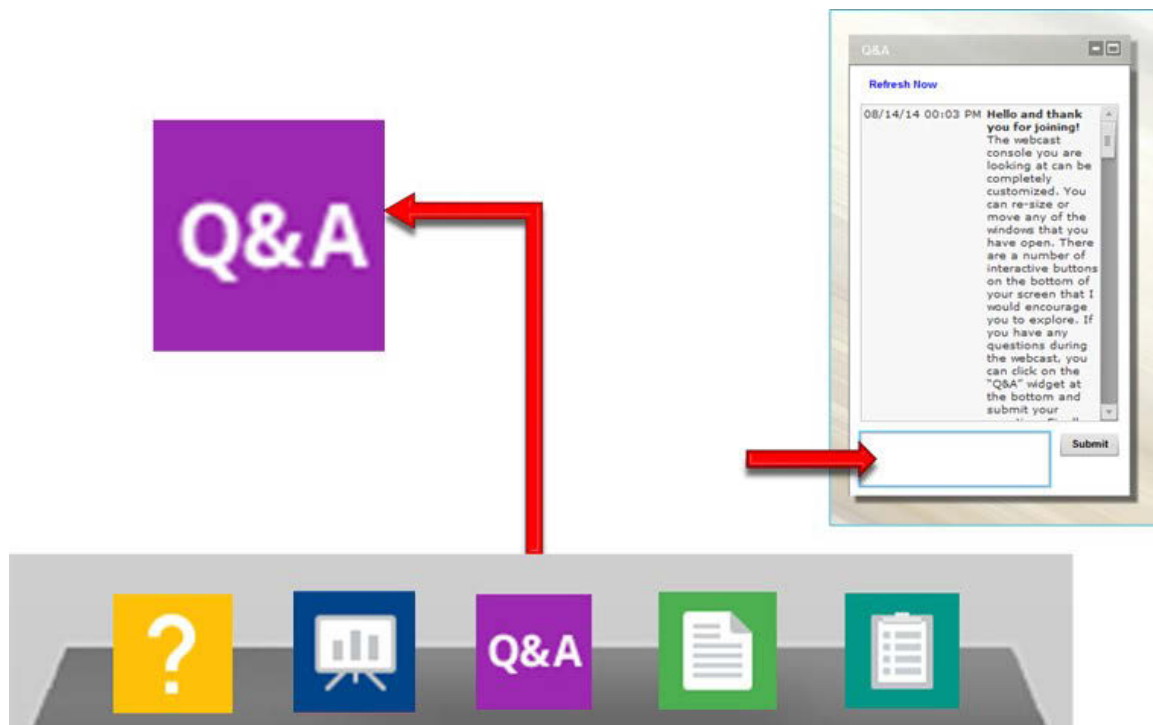 Q&A
Refresh Now
08/14/14 00:03 PM Hello and thank
you for joining!
The webcast
console you are
looking at can be
completely
customized. You
can re-size or
move any of the
windows that you
have open. There
are a number of
interactive buttons
on the bottom of
your screen that I
would encourage
you to explore. If
you have any
questions during
the webcast, you
can click on the
"Q&A" widget at
the bottom and
submit your
Submit
Q&A
?
Q&A